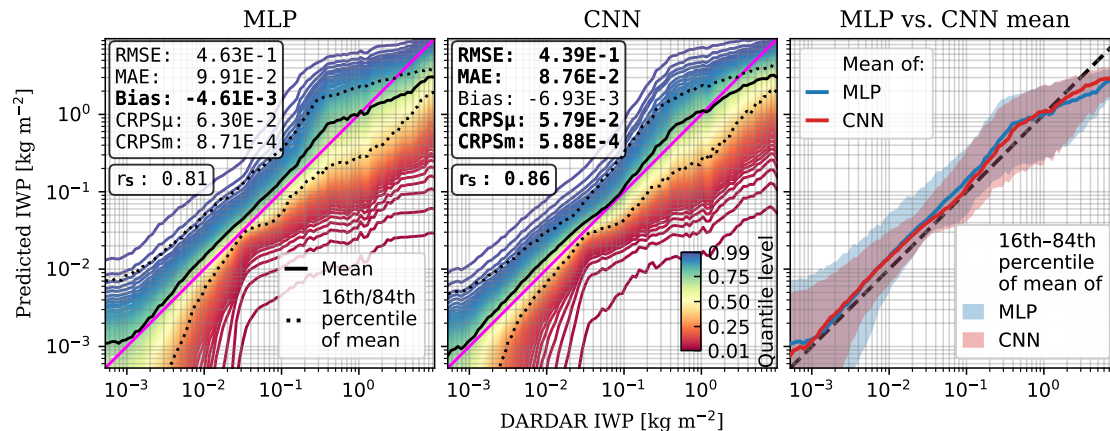 MLP
CNN
MLP vs. CNN mean
RMSE: 4.63E-1
MAE: 9.91E-2
Bias: -4.61E-3
CRPSμ: 6.30E-2
CRPSm: 8.71E-4
rs: 0.81
RMSE: 4.39E-1
MAE: 8.76E-2
Bias: -6.93E-3
CRPSμ: 5.79E-2
CRPSm: 5.88E-4
rs: 0.86
Mean of:
MLP
CNN
Predicted IWP [kg m⁻²]
10⁰
10⁻¹
10⁻²
10⁻³
Mean
16th/84th
percentile
of mean
0.99
0.75
0.50
0.25
0.01
Quantile level
16th–84th
percentile
of mean of
MLP
CNN
10⁻³ 10⁻² 10⁻¹ 10⁰
10⁻³ 10⁻² 10⁻¹ 10⁰
10⁻³ 10⁻² 10⁻¹ 10⁰
DARDAR IWP [kg m⁻²]